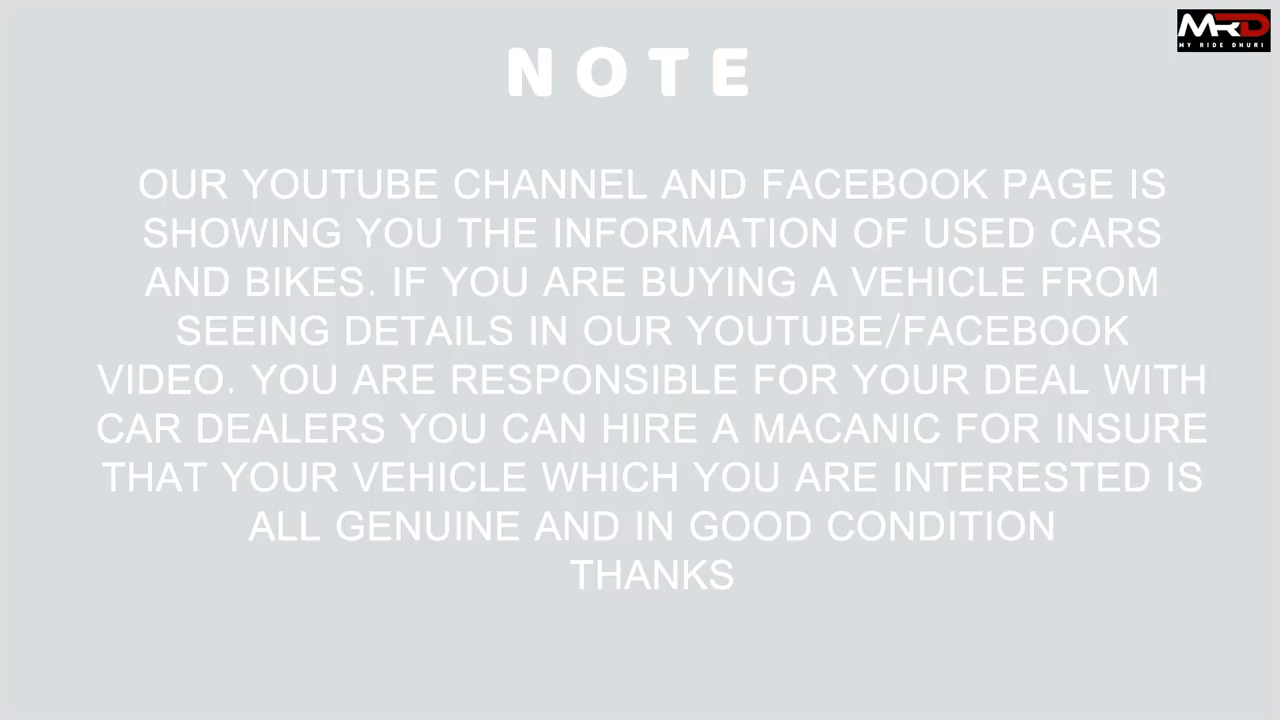 MRD
MY RIDE DHURI
NOTE
OUR YOUTUBE CHANNEL AND FACEBOOK PAGE IS
SHOWING YOU THE INFORMATION OF USED CARS
AND BIKES. IF YOU ARE BUYING A VEHICLE FROM
SEEING DETAILS IN OUR YOUTUBE/FACEBOOK
VIDEO. YOU ARE RESPONSIBLE FOR YOUR DEAL WITH
CAR DEALERS YOU CAN HIRE A MACANIC FOR INSURE
THAT YOUR VEHICLE WHICH YOU ARE INTERESTED IS
ALL GENUINE AND IN GOOD CONDITION
THANKS